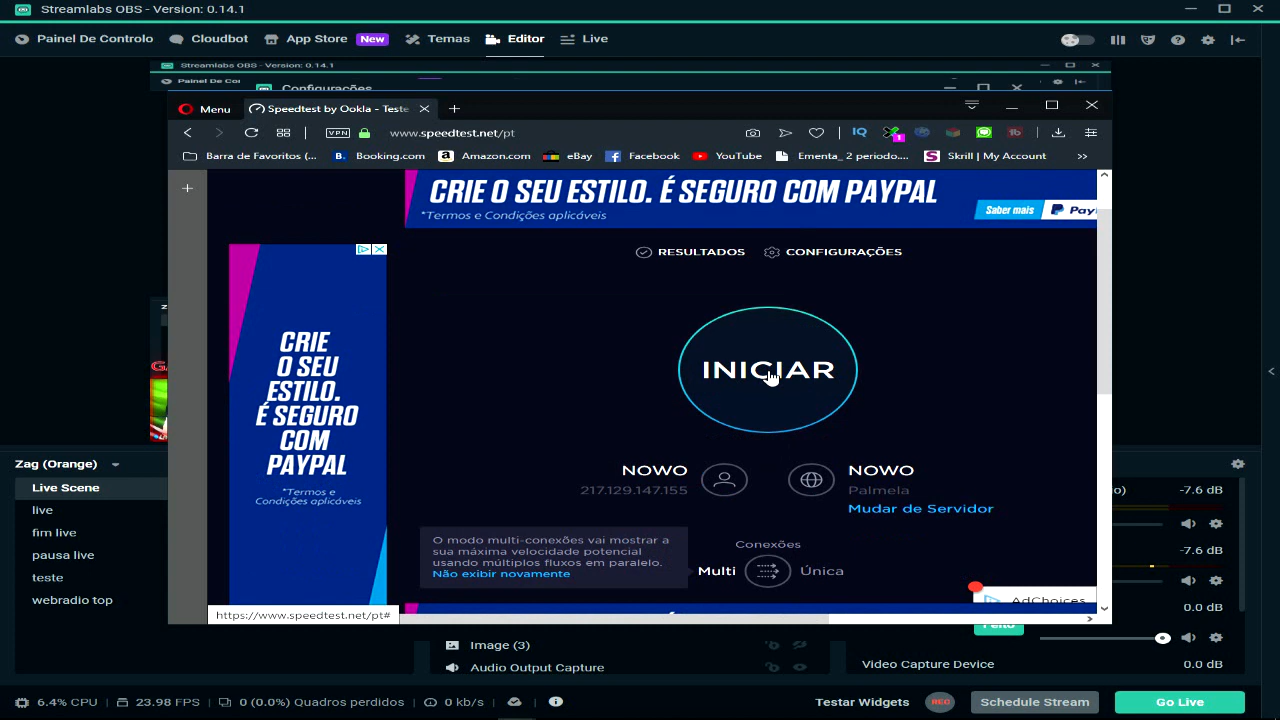 Streamlabs OBS - Version: 0.14.1
Painel De Controlo
Cloudbot
App Store
New
Temas
Editor
Live
Streamlabs OBS - Version: 0.14.1
Painel De Con
Configurações
Menu
Speedtest by Ookla - Teste
VPN
www.speedtest.net/pt
IQ
1
Barra de Favoritos (...
B.
Booking.com
a
Amazon.com
eBay
Facebook
YouTube
Ementa_ 2 periodo....
S
Skrill | My Account
CRIE O SEU ESTILO. É SEGURO COM PAYPAL
*Termos e Condições aplicáveis
Saber mais
Pay
RESULTADOS
CONFIGURAÇÕES
CRIE
O SEU
ESTILO.
É SEGURO
COM
PAYPAL
*Termos e
Condições aplicáveis
INICIAR
NOWO
217.129.147.155
NOWO
Palmela
Mudar de Servidor
O modo multi-conexões vai mostrar a
sua máxima velocidade potencial
usando múltiplos fluxos em paralelo.
Não exibir novamente
Conexões
Multi
Única
AdChoices
https://www.speedtest.net/pt#
Zag (Orange)
Live Scene
live
fim live
pausa live
teste
webradio top
o)
-7.6 dB
-7.6 dB
0.0 dB
Image (3)
Audio Output Capture
Video Capture Device
0.0 dB
6.4% CPU
23.98 FPS
0 (0.0%) Quadros perdidos
0 kb/s
Testar Widgets
REC
Schedule Stream
Go Live